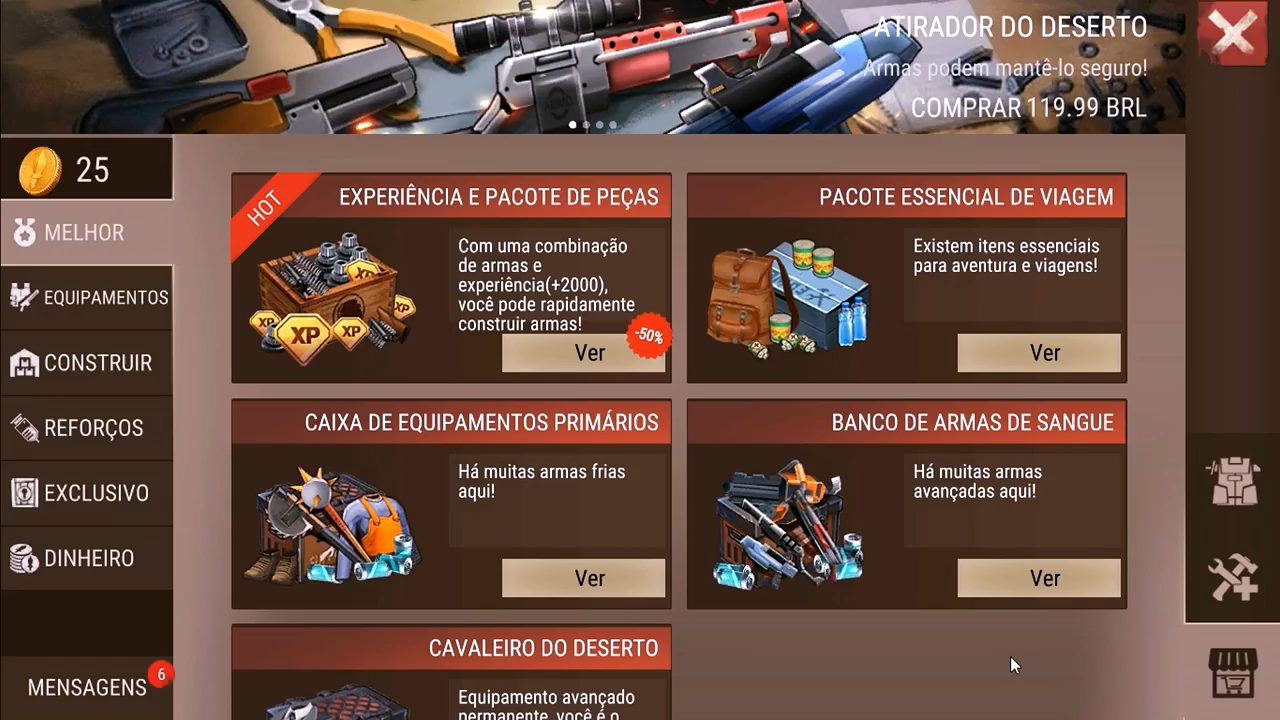 ATIRADOR DO DESERTO
Armas podem mantê-lo seguro!
COMPRAR 119.99 BRL
25
MELHOR
EQUIPAMENTOS
CONSTRUIR
REFORÇOS
EXCLUSIVO
DINHEIRO
MENSAGENS
6
HOT
EXPERIÊNCIA E PACOTE DE PEÇAS
XP
XP
XP
XP
XP
Com uma combinação
de armas e
experiência(+2000),
você pode rapidamente
construir armas!
-50%
Ver
PACOTE ESSENCIAL DE VIAGEM
Existem itens essenciais
para aventura e viagens!
Ver
CAIXA DE EQUIPAMENTOS PRIMÁRIOS
Há muitas armas frias
aqui!
Ver
BANCO DE ARMAS DE SANGUE
Há muitas armas
avançadas aqui!
Ver
CAVALEIRO DO DESERTO
Equipamento avançado
permanente, você é o